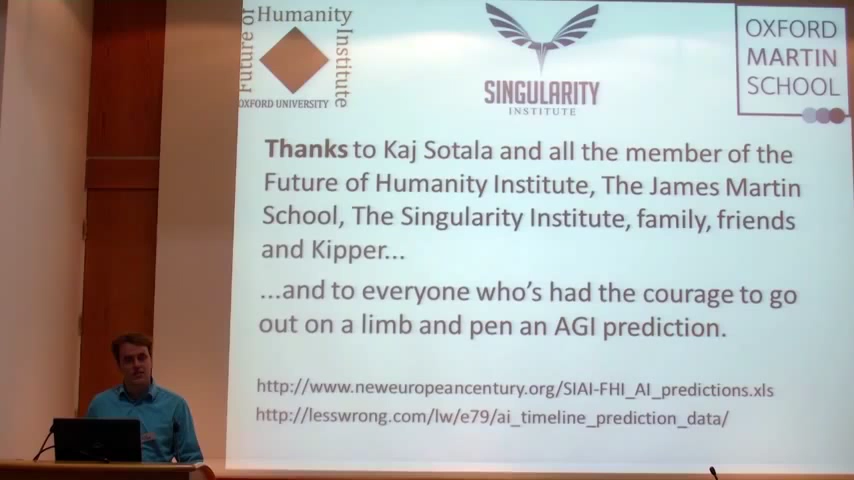 Future of
Humanity
Institute
OXFORD UNIVERSITY
SINGULARITY
INSTITUTE
OXFORD
MARTIN
SCHOOL
Thanks to Kaj Sotala and all the member of the
Future of Humanity Institute, The James Martin
School, The Singularity Institute, family, friends
and Kipper...
...and to everyone who's had the courage to go
out on a limb and pen an AGI prediction.
http://www.neweuropeancentury.org/SIAI-FHI_AI_predictions.xls
http://lesswrong.com/lw/e79/ai_timeline_prediction_data/